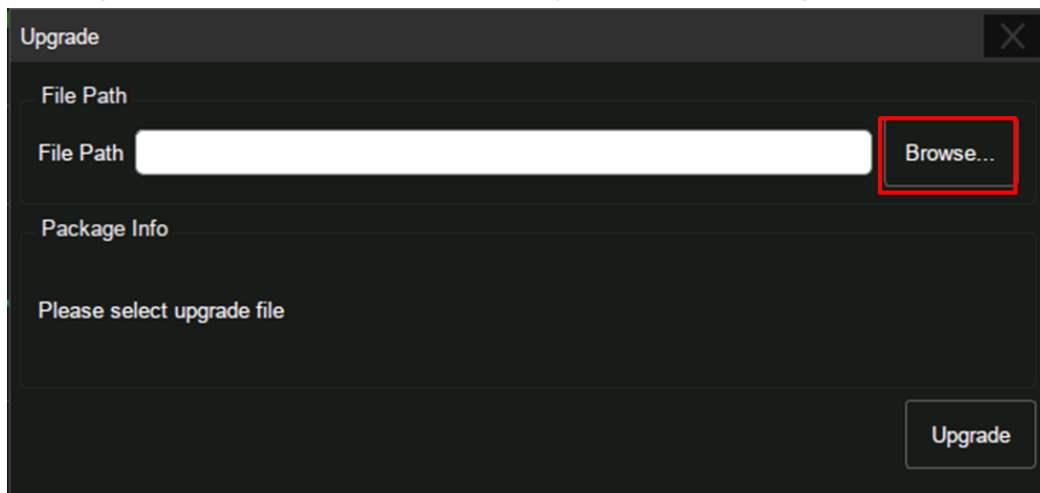 Upgrade
File Path
File Path
Browse...
Package Info
Please select upgrade file
Upgrade